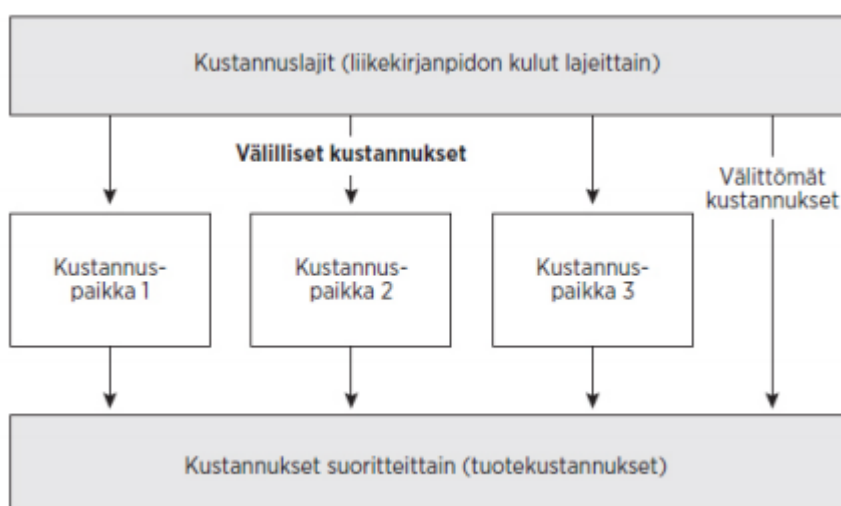 Kustannuslajit (liikekirjanpidon kulut lajeittain)
Välilliset kustannukset
Välittömät
kustannukset
Kustannus-
paikka 1
Kustannus-
paikka 2
Kustannus-
paikka 3
Kustannukset suoritteittain (tuotekustannukset)